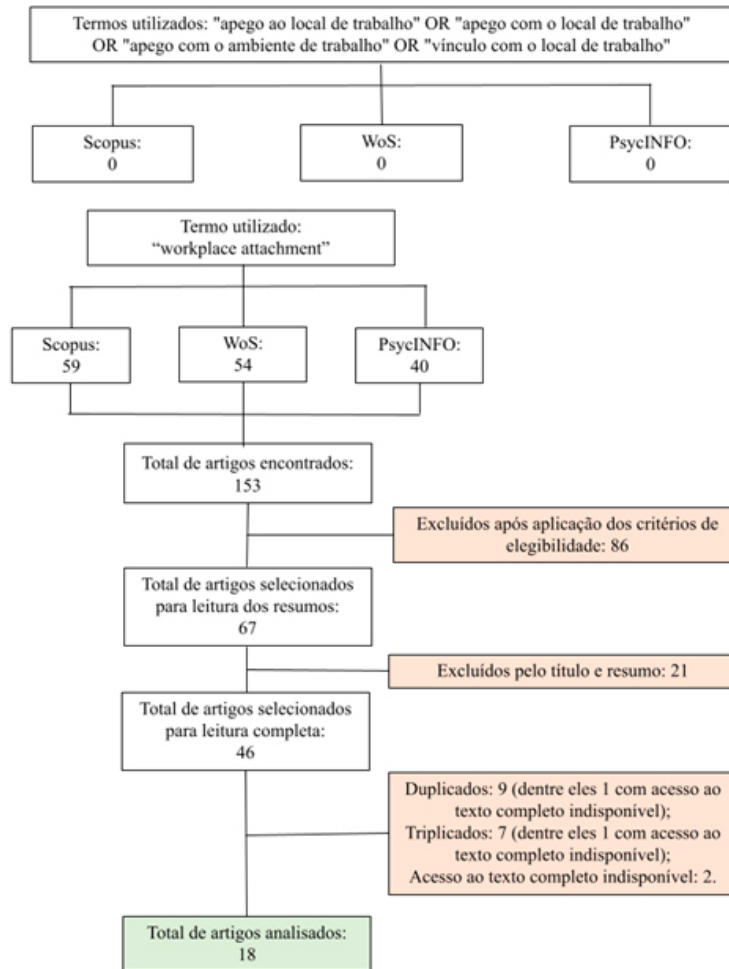 Termos utilizados: "apego ao local de trabalho" OR "apego com o local de trabalho"
OR "apego com o ambiente de trabalho" OR "vínculo com o local de trabalho"
Scopus:
0
WoS:
0
PsycINFO:
0
Termo utilizado:
“workplace attachment”
Scopus:
59
WoS:
54
PsycINFO:
40
Total de artigos encontrados:
153
Excluídos após aplicação dos critérios de
elegibilidade: 86
Total de artigos selecionados
para leitura dos resumos:
67
Excluídos pelo título e resumo: 21
Total de artigos selecionados
para leitura completa:
46
Duplicados: 9 (dentre eles 1 com acesso ao
texto completo indisponível);
Triplicados: 7 (dentre eles 1 com acesso ao
texto completo indisponível);
Acesso ao texto completo indisponível: 2.
Total de artigos analisados:
18